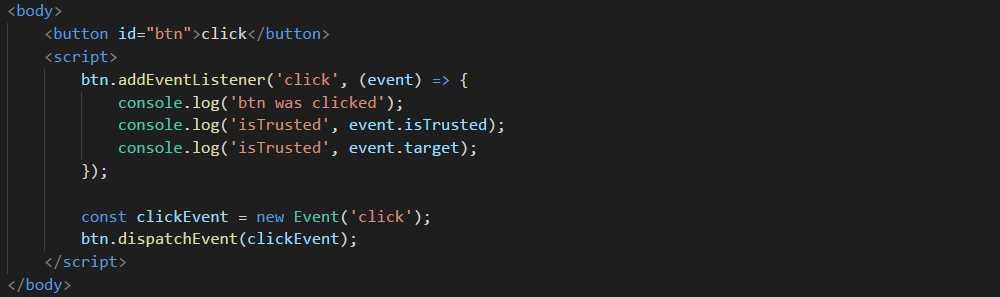 <body>
<button id="btn">click</button>
<script>
btn.addEventListener('click', (event) => {
console.log('btn was clicked');
console.log('isTrusted', event.isTrusted);
console.log('isTrusted', event.target);
});
const clickEvent = new Event('click');
btn.dispatchEvent(clickEvent);
</script>
</body>